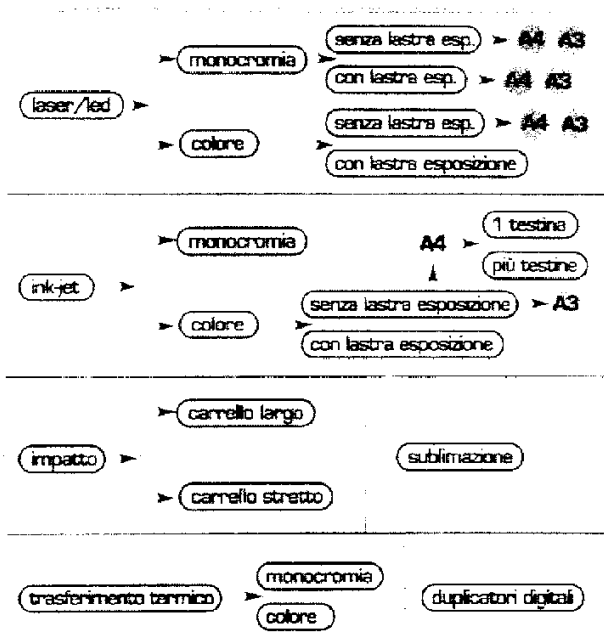 senza lastra esp. A4 A3
monocromia
con lastra esp. A4 A3
laser/led
senza lastra esp. A4 A3
colore
con lastra esposizione
1 testina
monocromia A4
più testine
ink-jet
senza lastra esposizione A3
colore
con lastra esposizione
carrello largo
impatto sublimazione
carrello stretto
monocromia
trasferimento termico duplicatori digitali
colore